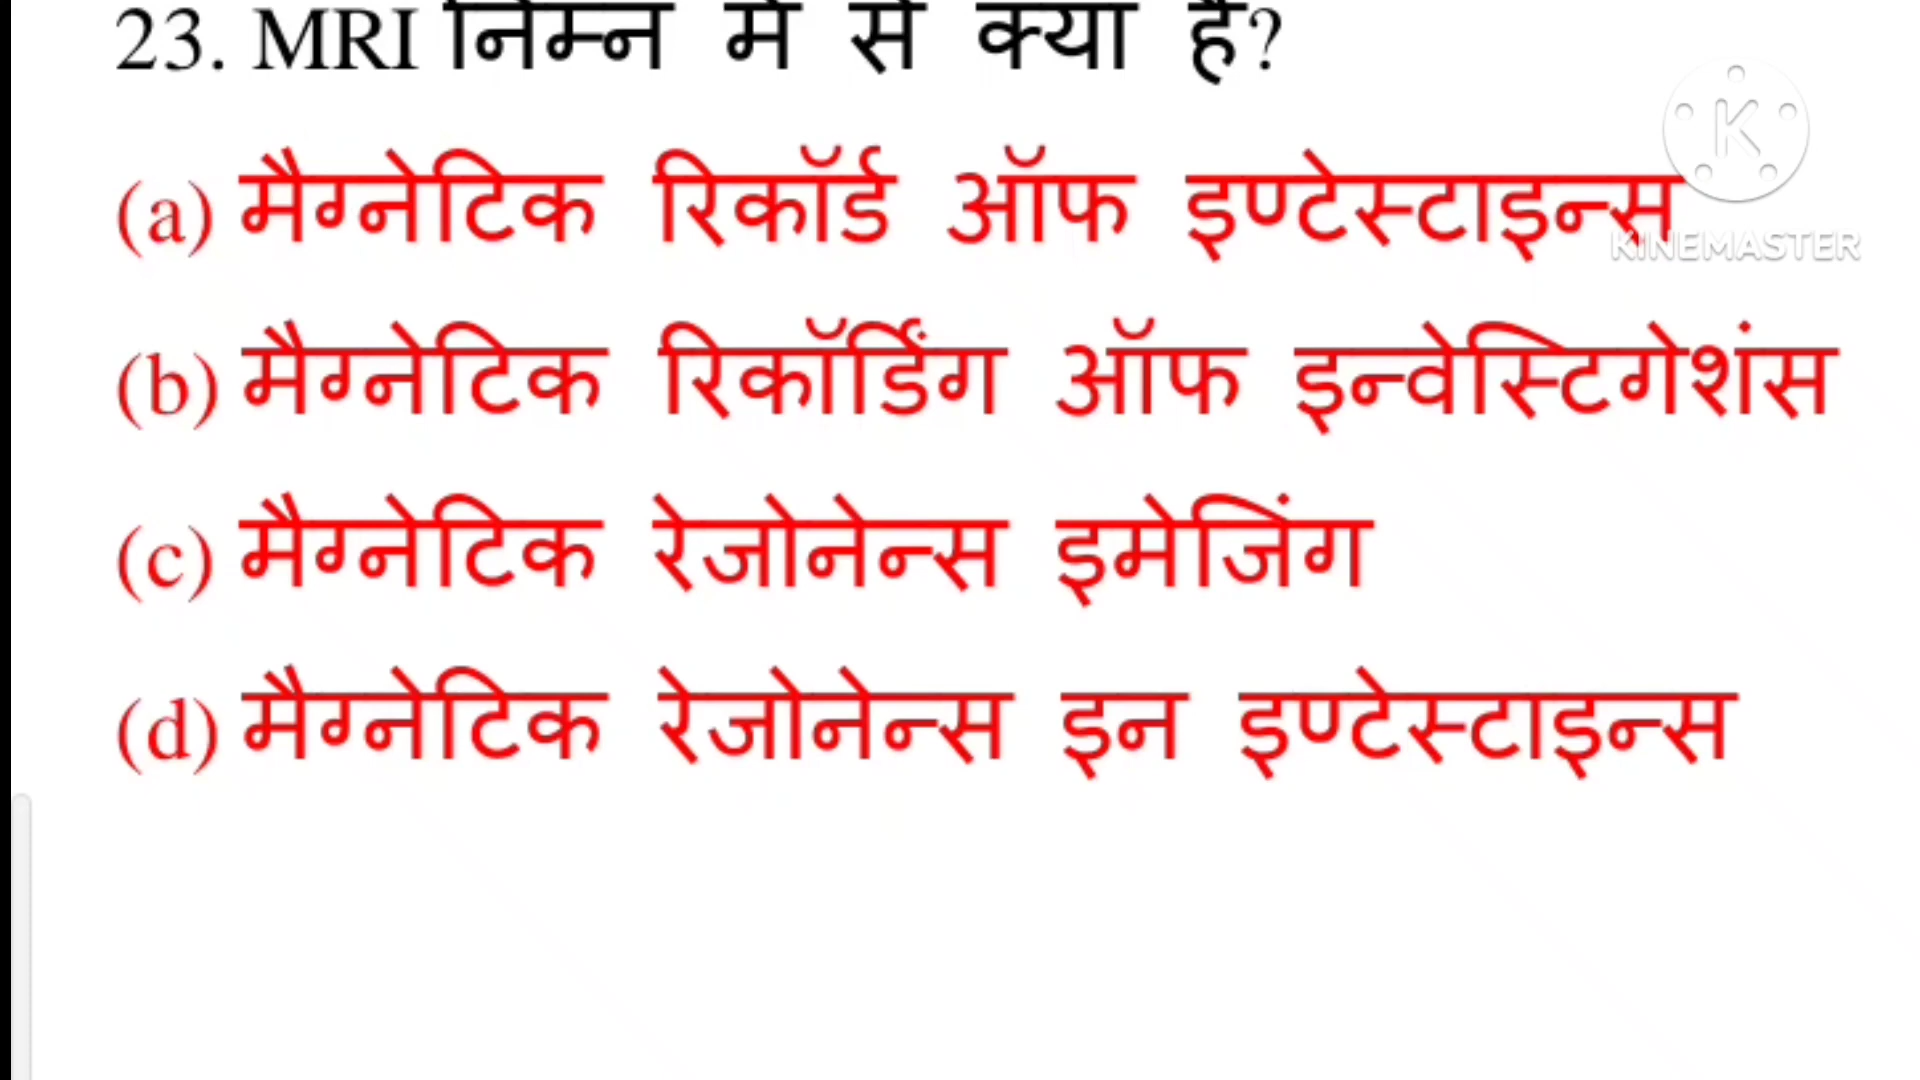 23. MRI निम्न में से क्या है?
K
(a) मैग्नेटिक रिकॉर्ड ऑफ इण्टेस्टाइन्स
KINEMASTER
(b) मैग्नेटिक रिकॉर्डिंग ऑफ इन्वेस्टिगेशंस
(c) मैग्नेटिक रेजोनेन्स इमेजिंग
(d) मैग्नेटिक रेजोनेन्स इन इण्टेस्टाइन्स